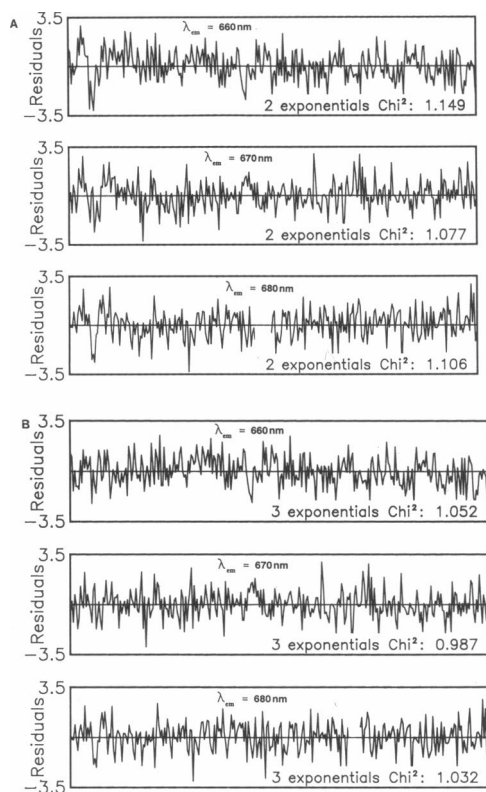 A
3.5
Residuals
−3.5
λem = 660nm
2 exponentials Chi²: 1.149
3.5
Residuals
−3.5
λem = 670nm
2 exponentials Chi²: 1.077
3.5
Residuals
−3.5
λem = 680nm
2 exponentials Chi²: 1.106
B
3.5
Residuals
−3.5
λem = 660nm
3 exponentials Chi²: 1.052
3.5
Residuals
−3.5
λem = 670nm
3 exponentials Chi²: 0.987
3.5
Residuals
−3.5
λem = 680nm
3 exponentials Chi²: 1.032